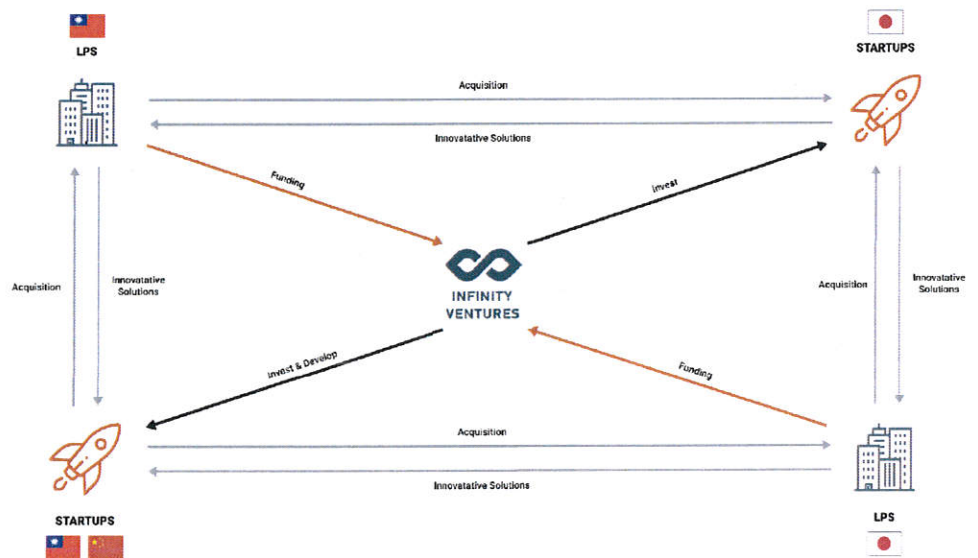 LPS
STARTUPS
Acquisition
Innovatative Solutions
Funding
Invest
INFINITY
VENTURES
Acquisition
Innovatative
Solutions
Acquisition
Innovatative
Solutions
Invest & Develop
Funding
Acquisition
Innovatative Solutions
STARTUPS
LPS